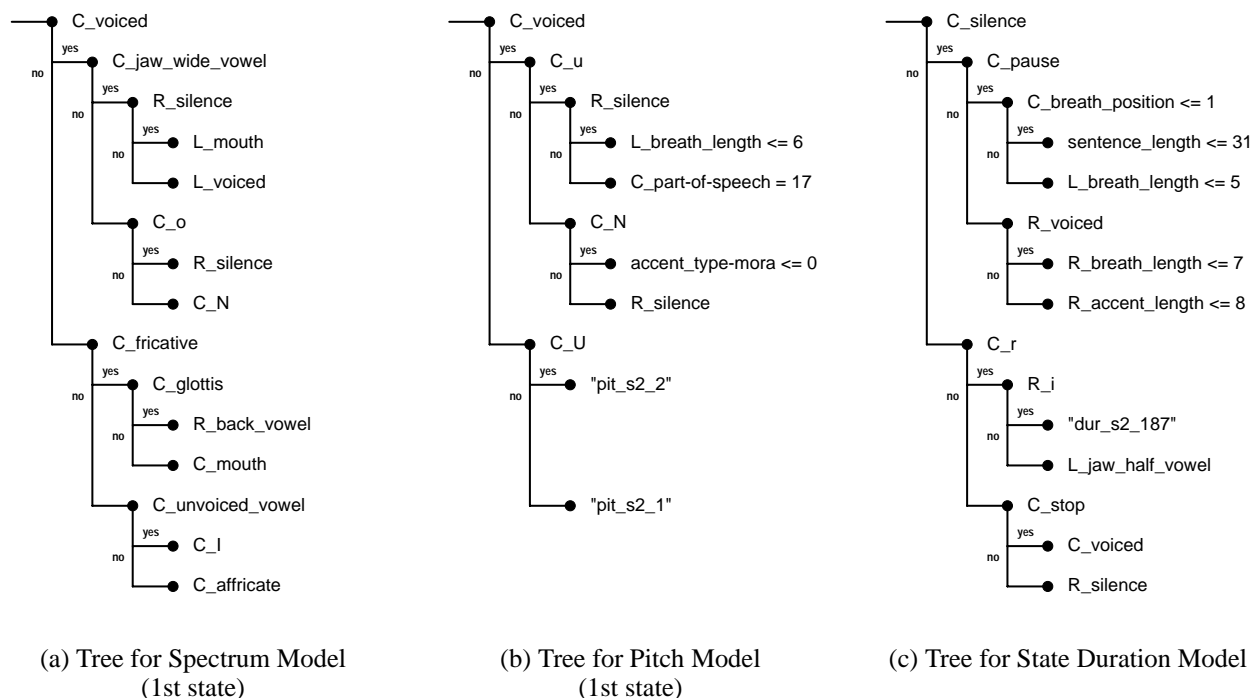 C_voiced
yes
no
C_jaw_wide_vowel
yes
no
R_silence
yes
no
L_mouth
L_voiced
C_o
yes
no
R_silence
C_N
C_fricative
yes
no
C_glottis
yes
no
R_back_vowel
C_mouth
C_unvoiced_vowel
yes
no
C_I
C_affricate
(a) Tree for Spectrum Model
(1st state)
C_voiced
yes
no
C_u
yes
no
R_silence
yes
no
L_breath_length <= 6
C_part-of-speech = 17
C_N
yes
no
accent_type-mora <= 0
R_silence
C_U
yes
no
"pit_s2_2"
"pit_s2_1"
(b) Tree for Pitch Model
(1st state)
C_silence
yes
no
C_pause
yes
no
C_breath_position <= 1
yes
no
sentence_length <= 31
L_breath_length <= 5
R_voiced
yes
no
R_breath_length <= 7
R_accent_length <= 8
C_r
yes
no
R_i
yes
no
"dur_s2_187"
L_jaw_half_vowel
C_stop
yes
no
C_voiced
R_silence
(c) Tree for State Duration Model